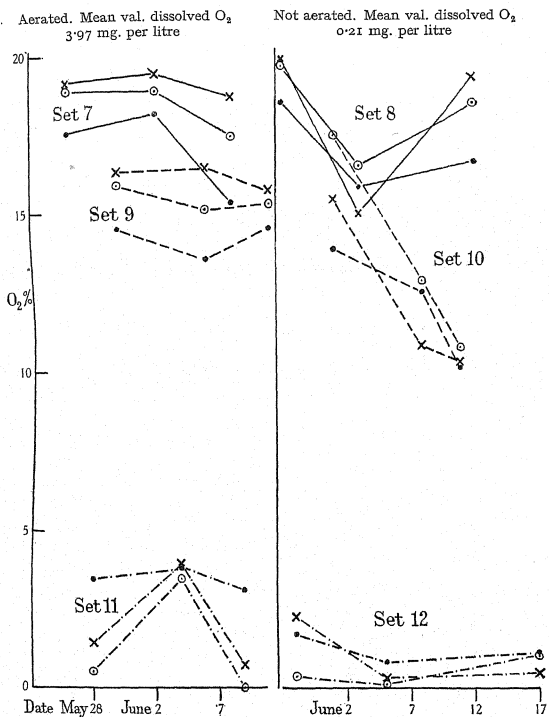 Aerated. Mean val. dissolved O₂
3·97 mg. per litre
Not aerated. Mean val. dissolved O₂
0·21 mg. per litre
20
Set 7
Set 8
Set 9
15
Set 10
O₂%
10
5
Set 11
Set 12
0
Date May 28 June 2 7
June 2 7 12 17